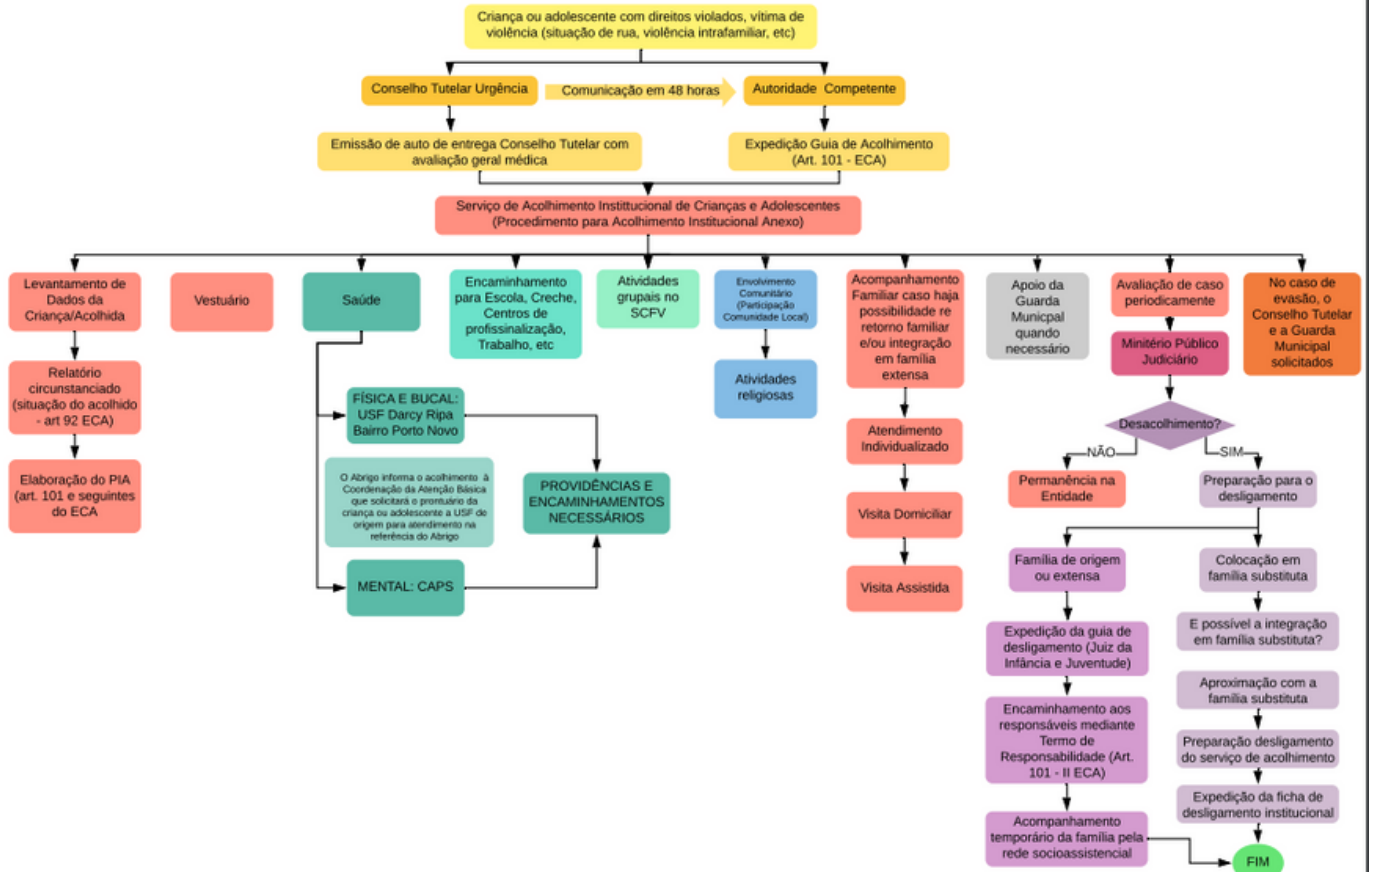 Criança ou adolescente com direitos violados, vítima de
violência (situação de rua, violência intrafamiliar, etc)
Conselho Tutelar Urgência
Comunicação em 48 horas
Autoridade Competente
Emissão de auto de entrega Conselho Tutelar com
avaliação geral médica
Expedição Guia de Acolhimento
(Art. 101 - ECA)
Serviço de Acolhimento Instittucional de Crianças e Adolescentes
(Procedimento para Acolhimento Institucional Anexo)
Levantamento de
Dados da
Criança/Acolhida
Relatório
circunstanciado
(situação do acolhido
- art 92 ECA)
Elaboração do PIA
(art. 101 e seguintes
do ECA
Vestuário
Saúde
FÍSICA E BUCAL:
USF Darcy Ripa
Bairro Porto Novo
O Abrigo informa o acolhimento à
Coordenação da Atenção Básica
que solicitará o prontuário da
criança ou adolescente a USF de
origem para atendimento na
referência do Abrigo
MENTAL: CAPS
PROVIDÊNCIAS E
ENCAMINHAMENTOS
NECESSÁRIOS
Encaminhamento
para Escola, Creche,
Centros de
profissinalização,
Trabalho, etc
Atividades
grupais no
SCFV
Envolvimento
Comunitário
(Participação
Comunidade Local)
Atividades
religiosas
Acompanhamento
Familiar caso haja
possibilidade re
retorno familiar
e/ou integração
em família
extensa
Atendimento
Individualizado
Visita Domiciliar
Visita Assistida
Apoio da
Guarda
Municpal
quando
necessário
Avaliação de caso
periodicamente
Ministério Público
Judiciário
Desacolhimento?
NÃO
SIM
Permanência na
Entidade
Preparação para o
desligamento
Família de origem
ou extensa
Expedição da guia de
desligamento (Juiz da
Infância e Juventude)
Encaminhamento aos
responsáveis mediante
Termo de
Responsabilidade (Art.
101 - II ECA)
Acompanhamento
temporário da família pela
rede socioassistencial
Colocação em
família substituta
E possível a integração
em família substituta?
Aproximação com a
família substituta
Preparação desligamento
do serviço de acolhimento
Expedição da ficha de
desligamento institucional
FIM
No caso de
evasão, o
Conselho Tutelar
e a Guarda
Municipal
solicitados